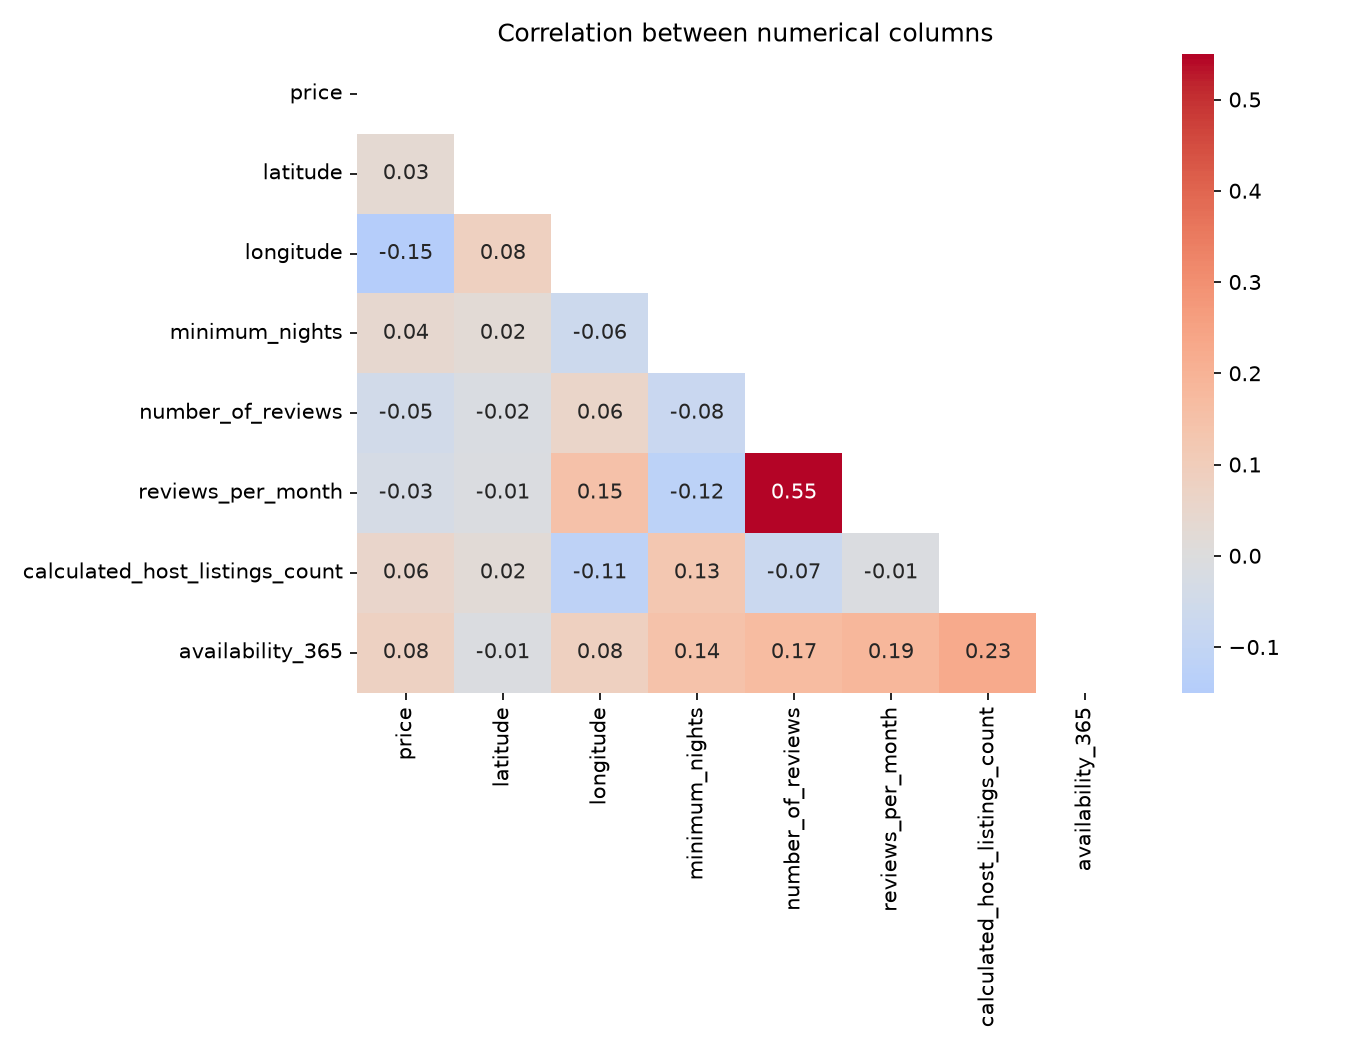 Correlation between numerical columns
price
latitude 0.03
longitude -0.15 0.08
minimum_nights 0.04 0.02 -0.06
number_of_reviews -0.05 -0.02 0.06 -0.08
reviews_per_month -0.03 -0.01 0.15 -0.12 0.55
calculated_host_listings_count 0.06 0.02 -0.11 0.13 -0.07 -0.01
availability_365 0.08 -0.01 0.08 0.14 0.17 0.19 0.23
price
latitude
longitude
minimum_nights
number_of_reviews
reviews_per_month
calculated_host_listings_count
availability_365
0.5
0.4
0.3
0.2
0.1
0.0
−0.1